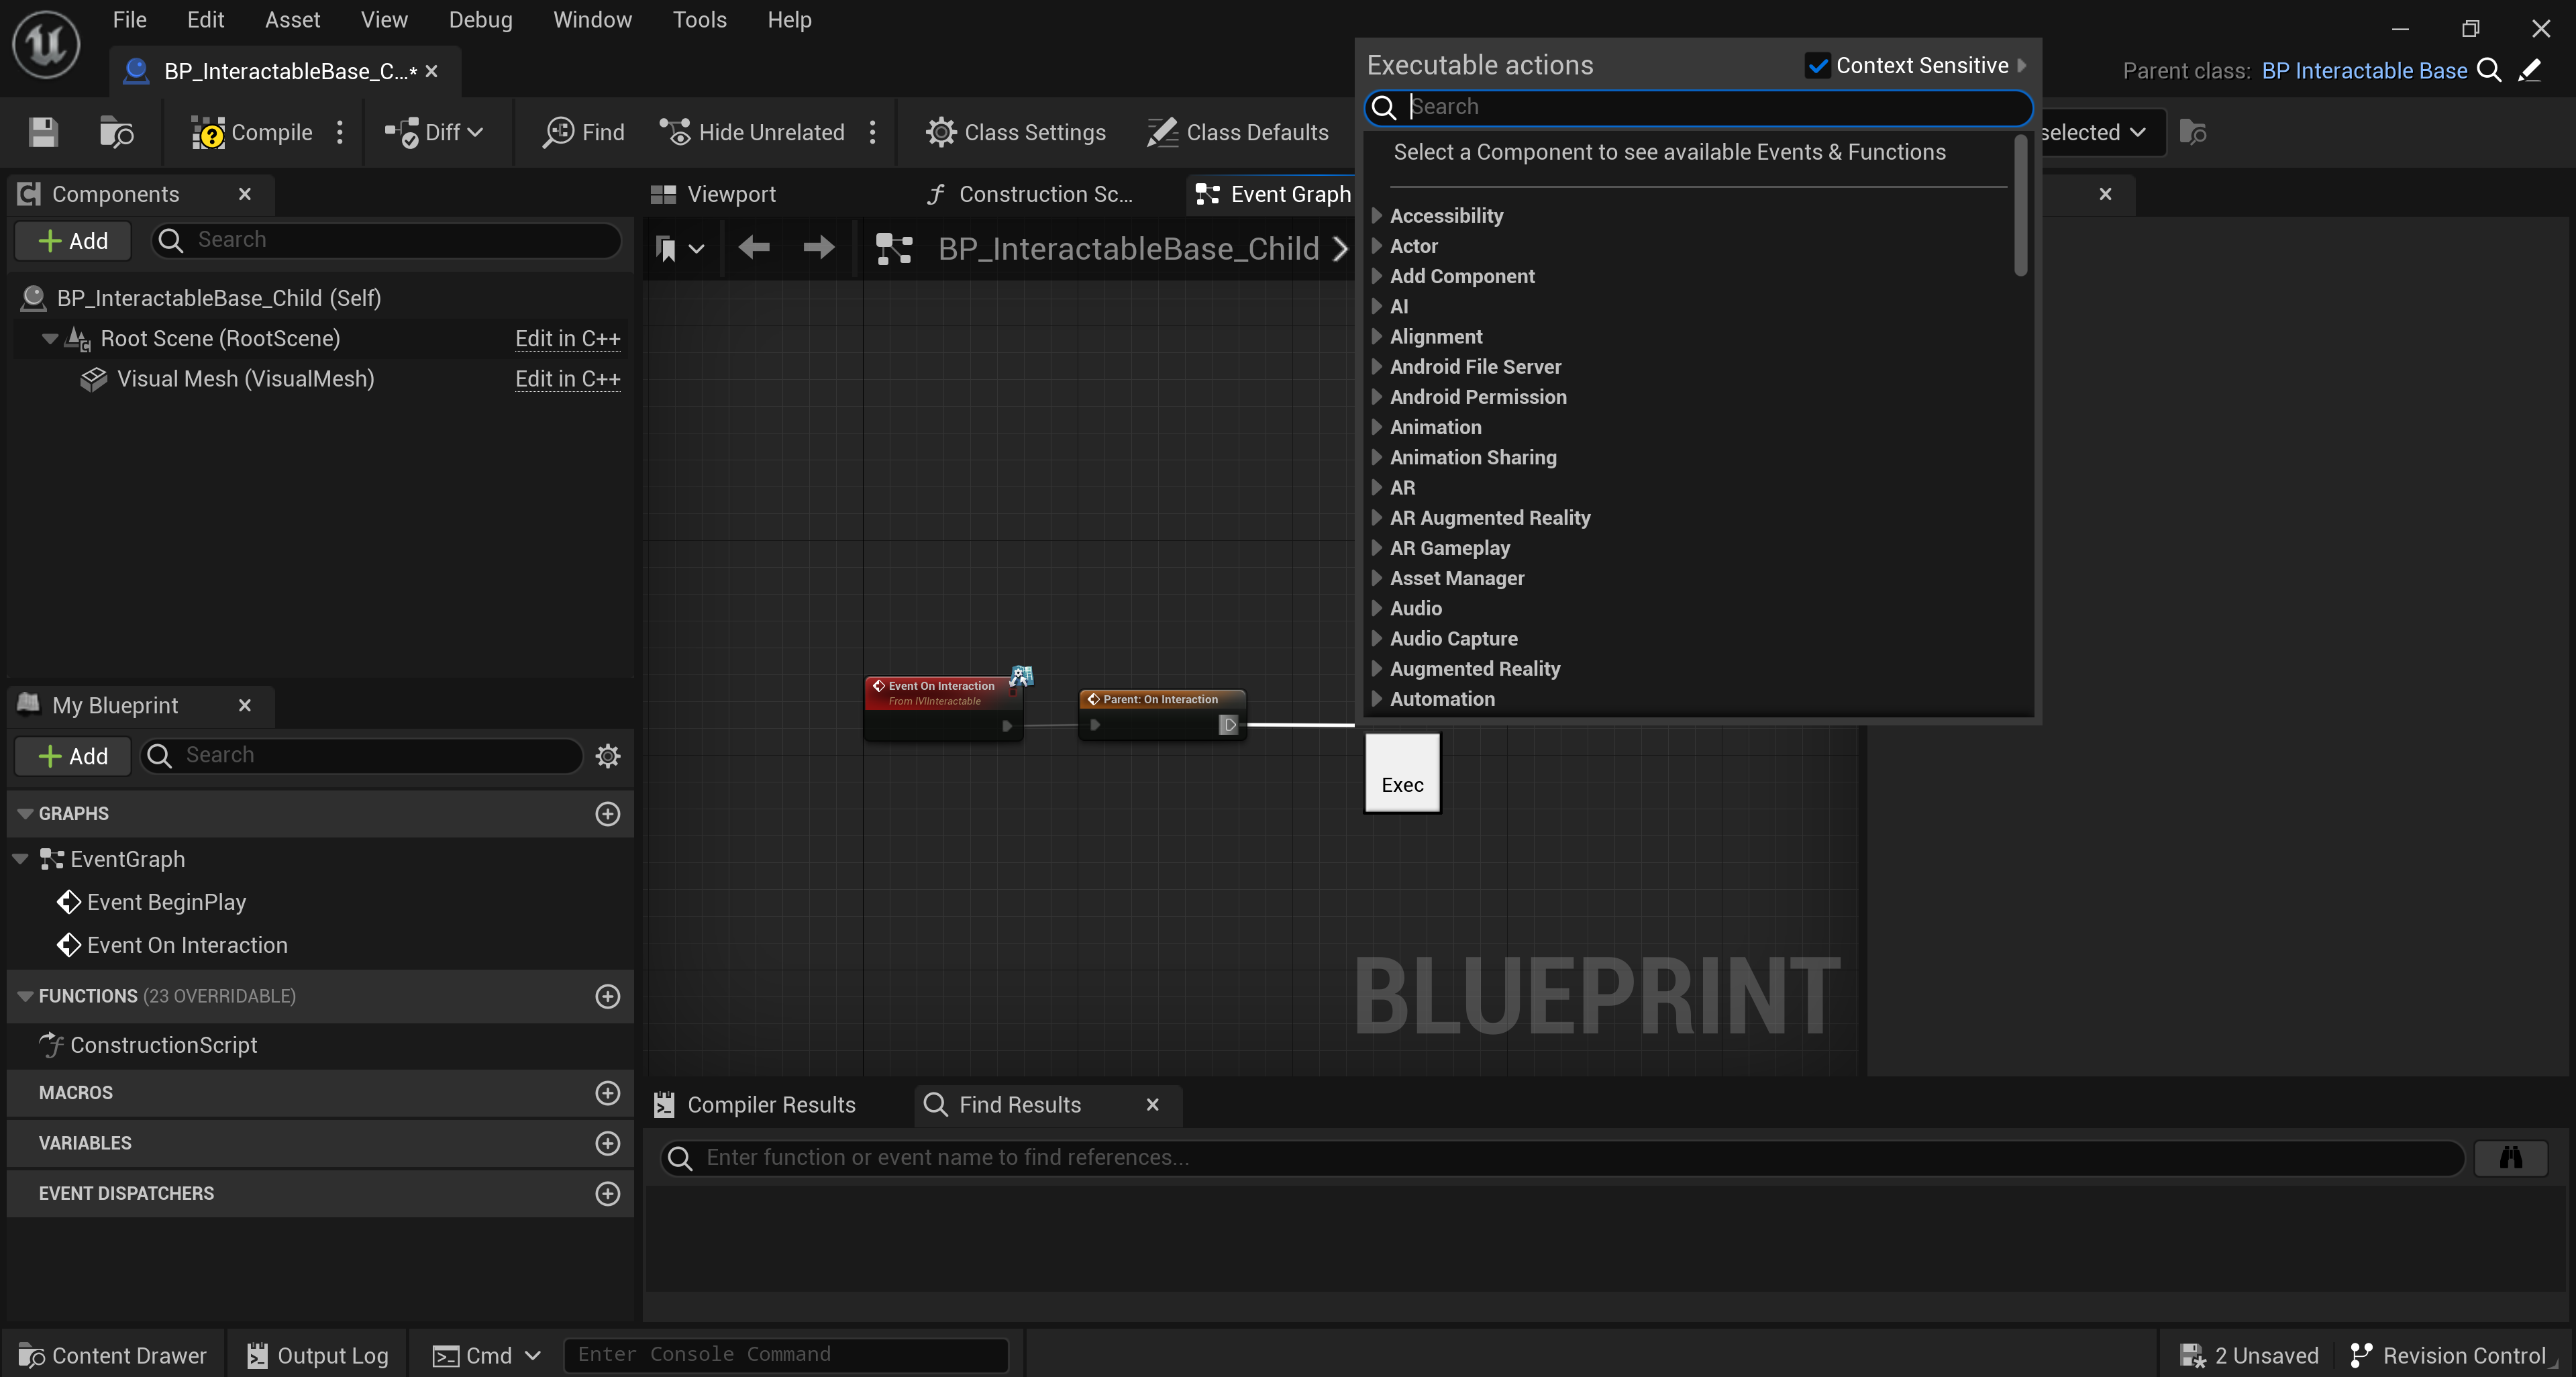 File Edit Asset View Debug Window Tools Help
BP_InteractableBase_C...*
Parent class: BP Interactable Base
Compile
Diff
Find
Hide Unrelated
Class Settings
Class Defaults
selected
Executable actions
Context Sensitive
Search
Select a Component to see available Events & Functions
Accessibility
Actor
Add Component
AI
Alignment
Android File Server
Android Permission
Animation
Animation Sharing
AR
AR Augmented Reality
AR Gameplay
Asset Manager
Audio
Audio Capture
Augmented Reality
Automation
Components
Add
Search
BP_InteractableBase_Child (Self)
Root Scene (RootScene) Edit in C++
Visual Mesh (VisualMesh) Edit in C++
Viewport
Construction Sc...
Event Graph
BP_InteractableBase_Child
Event On Interaction
From IVIInteractable
Parent: On Interaction
Exec
BLUEPRINT
My Blueprint
Add
Search
GRAPHS
EventGraph
Event BeginPlay
Event On Interaction
FUNCTIONS (23 OVERRIDABLE)
ConstructionScript
MACROS
VARIABLES
EVENT DISPATCHERS
Compiler Results
Find Results
Enter function or event name to find references...
Content Drawer
Output Log
Cmd
Enter Console Command
2 Unsaved
Revision Control